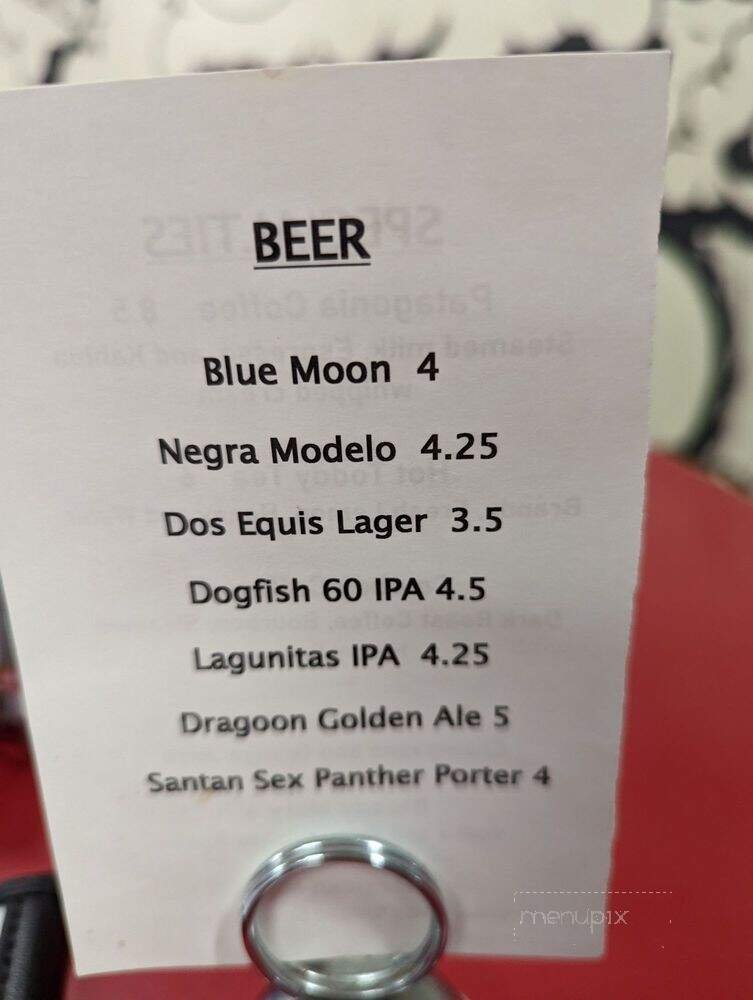 BEER
Blue Moon 4
Negra Modelo 4.25
Dos Equis Lager 3.5
Dogfish 60 IPA 4.5
Lagunitas IPA 4.25
Dragoon Golden Ale 5
Santan Sex Panther Porter 4
menupix